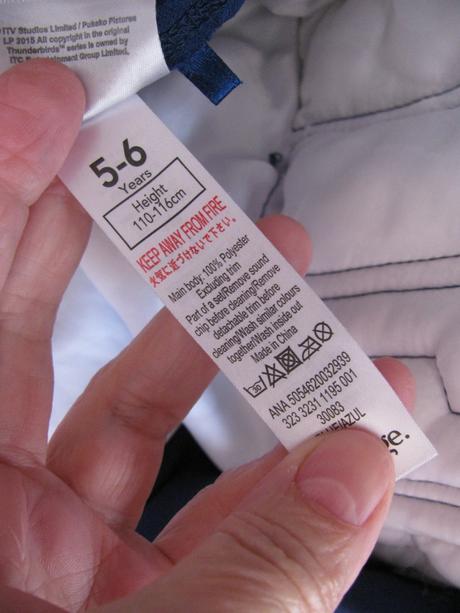 ITV Studios Limited / Pukeko Pictures
LP 2015 All copyright in the original
Thunderbirds™ series is owned by
ITC Entertainment Group Limited.
5-6
Years
Height
110-116cm
KEEP AWAY FROM FIRE
火気に近づけないで下さい。
Main body: 100% Polyester
Excluding trim
Part of a set/Remove sound
chip before cleaning/Remove
detachable trim before
cleaning/Wash similar colours
together/Wash inside out
Made in China
30
ANA 5054620032939
323 3231 1195 001
30083
/AZUL
ge.